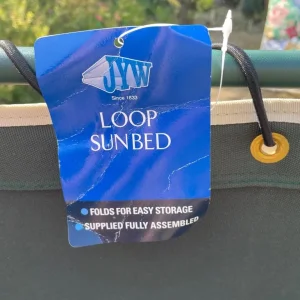 JYW
Since 1833
LOOP
SUNBED
FOLDS FOR EASY STORAGE
SUPPLIED FULLY ASSEMBLED